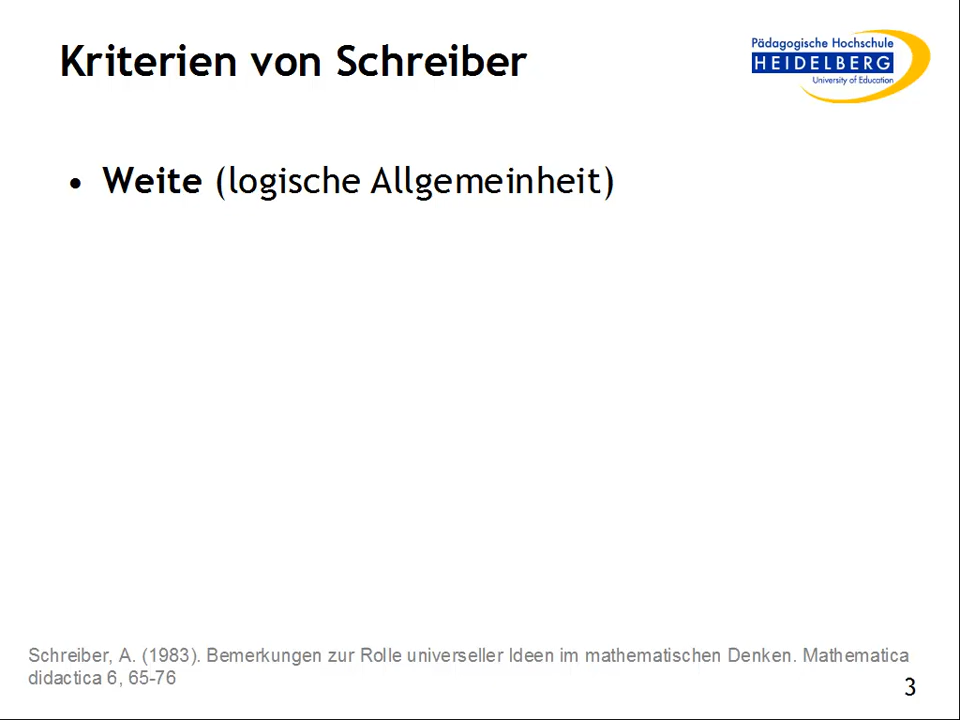 Kriterien von Schreiber
Pädagogische Hochschule
HEIDELBERG
University of Education
• Weite (logische Allgemeinheit)
Schreiber, A. (1983). Bemerkungen zur Rolle universeller Ideen im mathematischen Denken. Mathematica
didactica 6, 65-76
3